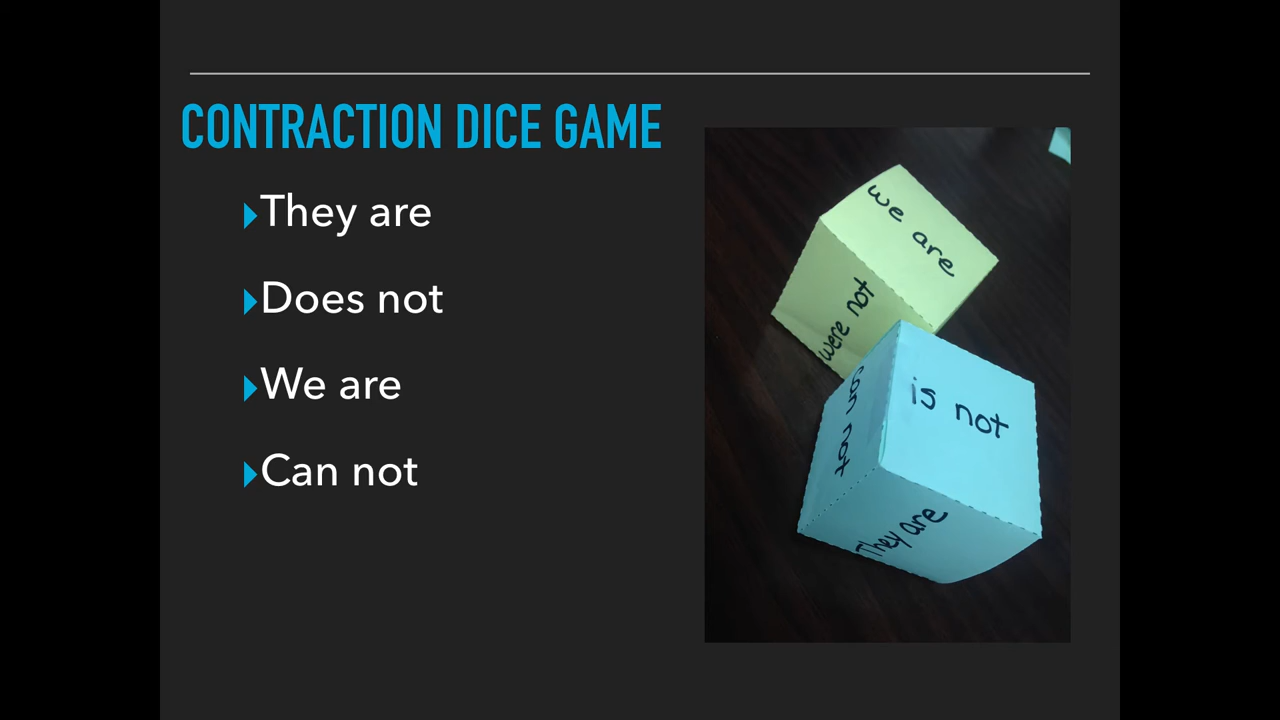 CONTRACTION DICE GAME
They are
Does not
We are
Can not
we are
were not
is not
can not
They are